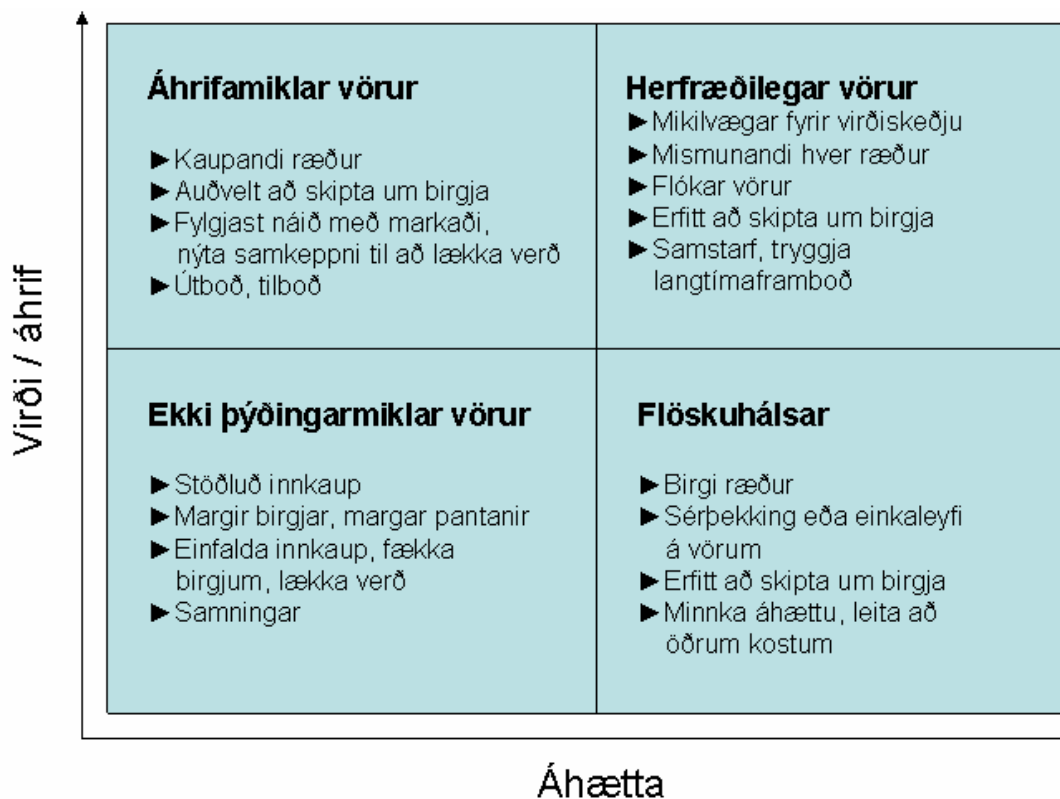 Virði / áhrif
Áhrifamiklar vörur
►Kaupandi ræður
►Auðvelt að skipta um birgja
►Fylgjast náið með markaði,
nýta samkeppni til að lækka verð
►Útboð, tilboð
Herfræðilegar vörur
►Mikilvægar fyrir virðiskeðju
►Mismunandi hver ræður
►Flókar vörur
►Erfitt að skipta um birgja
►Samstarf, tryggja
langtímaframboð
Ekki þýðingarmiklar vörur
►Stöðluð innkaup
►Margir birgjar, margar pantanir
►Einfalda innkaup, fækka
birgjum, lækka verð
►Samningar
Flöskuhálsar
►Birgi ræður
►Sérþekking eða einkaleyfi
á vörum
►Erfitt að skipta um birgja
►Minnka áhættu, leita að
öðrum kostum
Áhætta